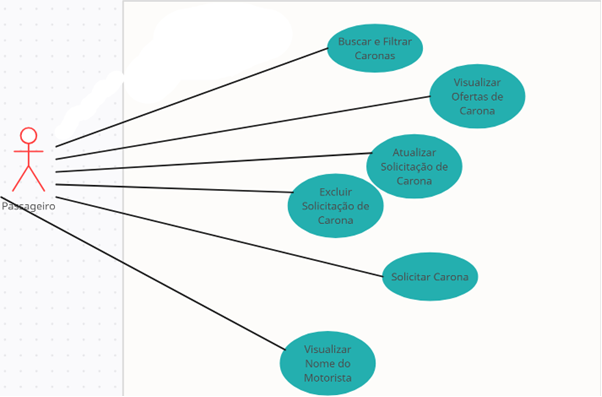 Buscar e Filtrar
Caronas
Visualizar
Ofertas de
Carona
Atualizar
Solicitação de
Carona
Excluir
Solicitação de
Carona
Passageiro
Solicitar Carona
Visualizar
Nome do
Motorista